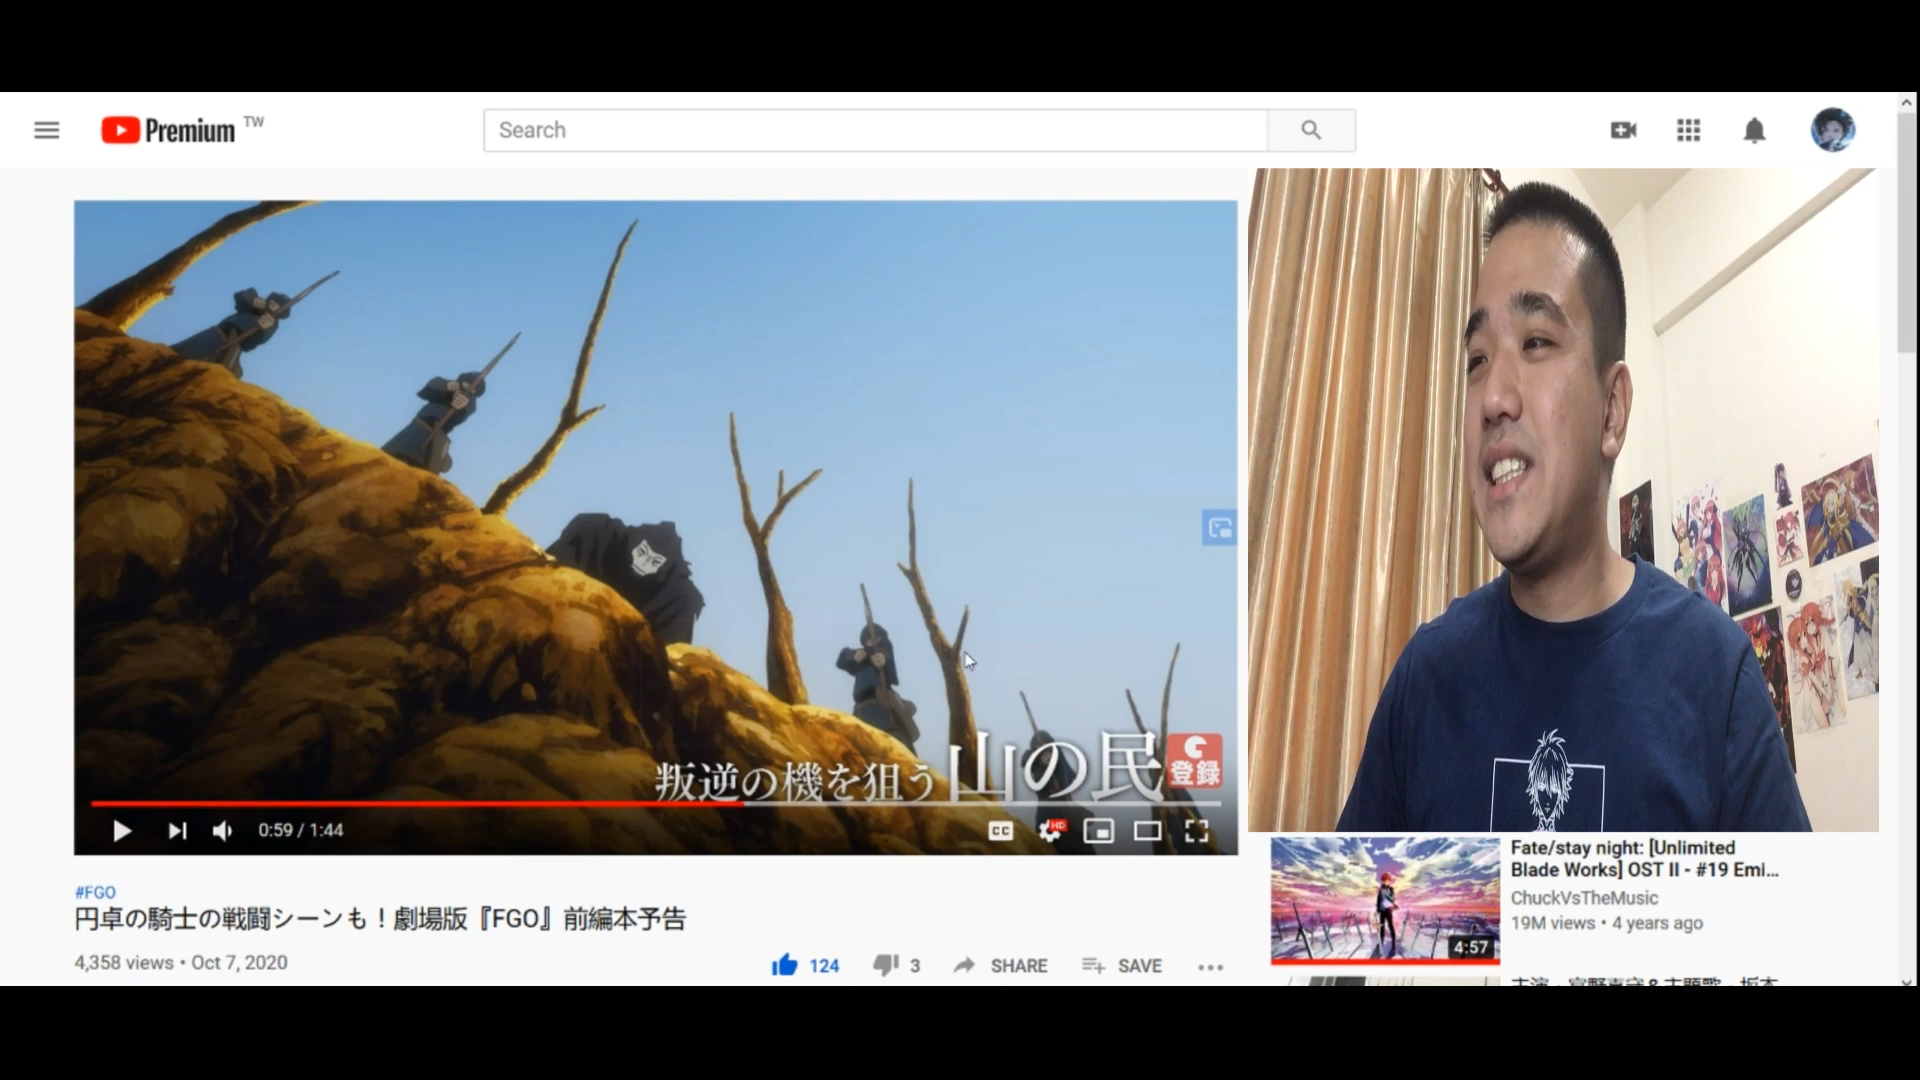 Premium TW
Search
叛逆の機を狙う山の民
登録
0:59 / 1:44
CC
HD
#FGO
円卓の騎士の戦闘シーンも！劇場版『FGO』前編本予告
4,358 views • Oct 7, 2020
124
3
SHARE
SAVE
4:57
Fate/stay night: [Unlimited
Blade Works] OST II - #19 Emi...
ChuckVsTheMusic
19M views • 4 years ago